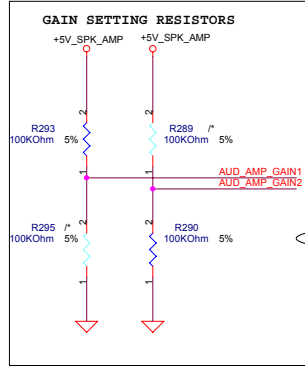 GAIN SETTING RESISTORS
+5V_SPK_AMP +5V_SPK_AMP
2 2
R293 R289 /*
100KOhm 5% 100KOhm 5%
1 1
AUD_AMP_GAIN1
AUD_AMP_GAIN2
2 2
R295 /* R290
100KOhm 5% 100KOhm 5%
1 1